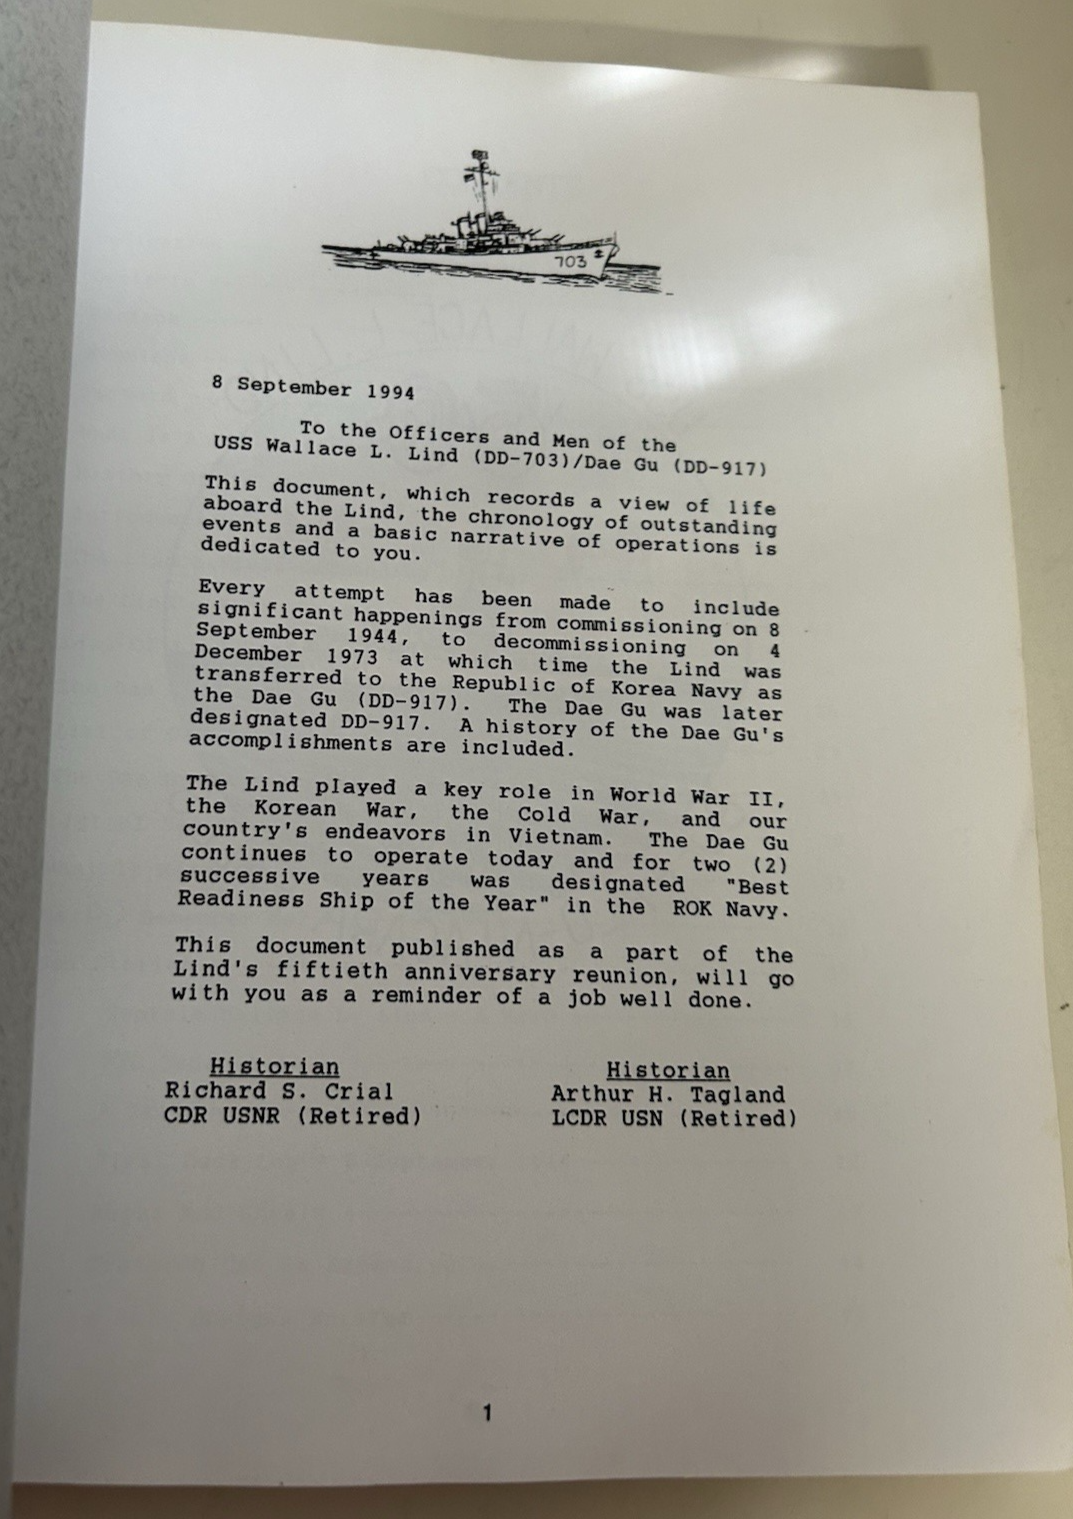 703
8 September 1994
To the Officers and Men of the
USS Wallace L. Lind (DD-703)/Dae Gu (DD-917)
This document, which records a view of life
aboard the Lind, the chronology of outstanding
events and a basic narrative of operations is
dedicated to you.
Every attempt has been made to include
significant happenings from commissioning on 8
September 1944, to decommissioning on 4
December 1973 at which time the Lind was
transferred to the Republic of Korea Navy as
the Dae Gu (DD-917). The Dae Gu was later
designated DD-917. A history of the Dae Gu's
accomplishments are included.
The Lind played a key role in World War II,
the Korean War, the Cold War, and our
country's endeavors in Vietnam. The Dae Gu
continues to operate today and for two (2)
successive years was designated "Best
Readiness Ship of the Year" in the ROK Navy.
This document published as a part of the
Lind's fiftieth anniversary reunion, will go
with you as a reminder of a job well done.
Historian Historian
Richard S. Crial Arthur H. Tagland
CDR USNR (Retired) LCDR USN (Retired)
1